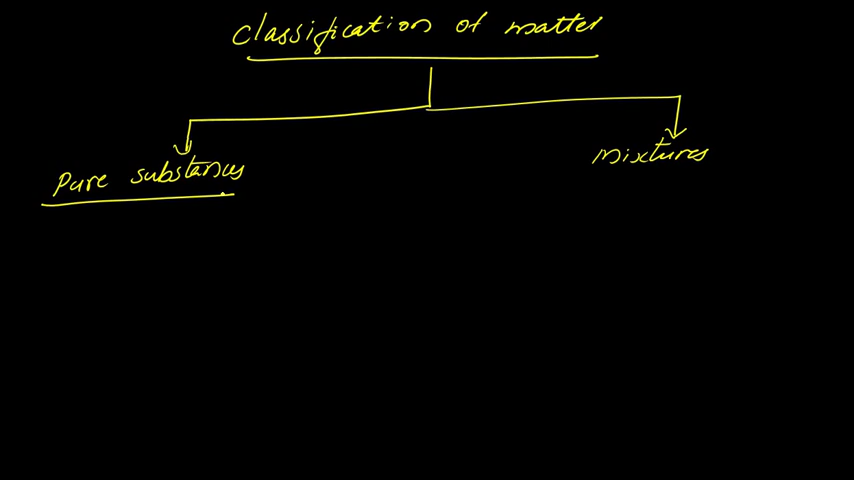 Classification of matter
Pure substances
mixtures